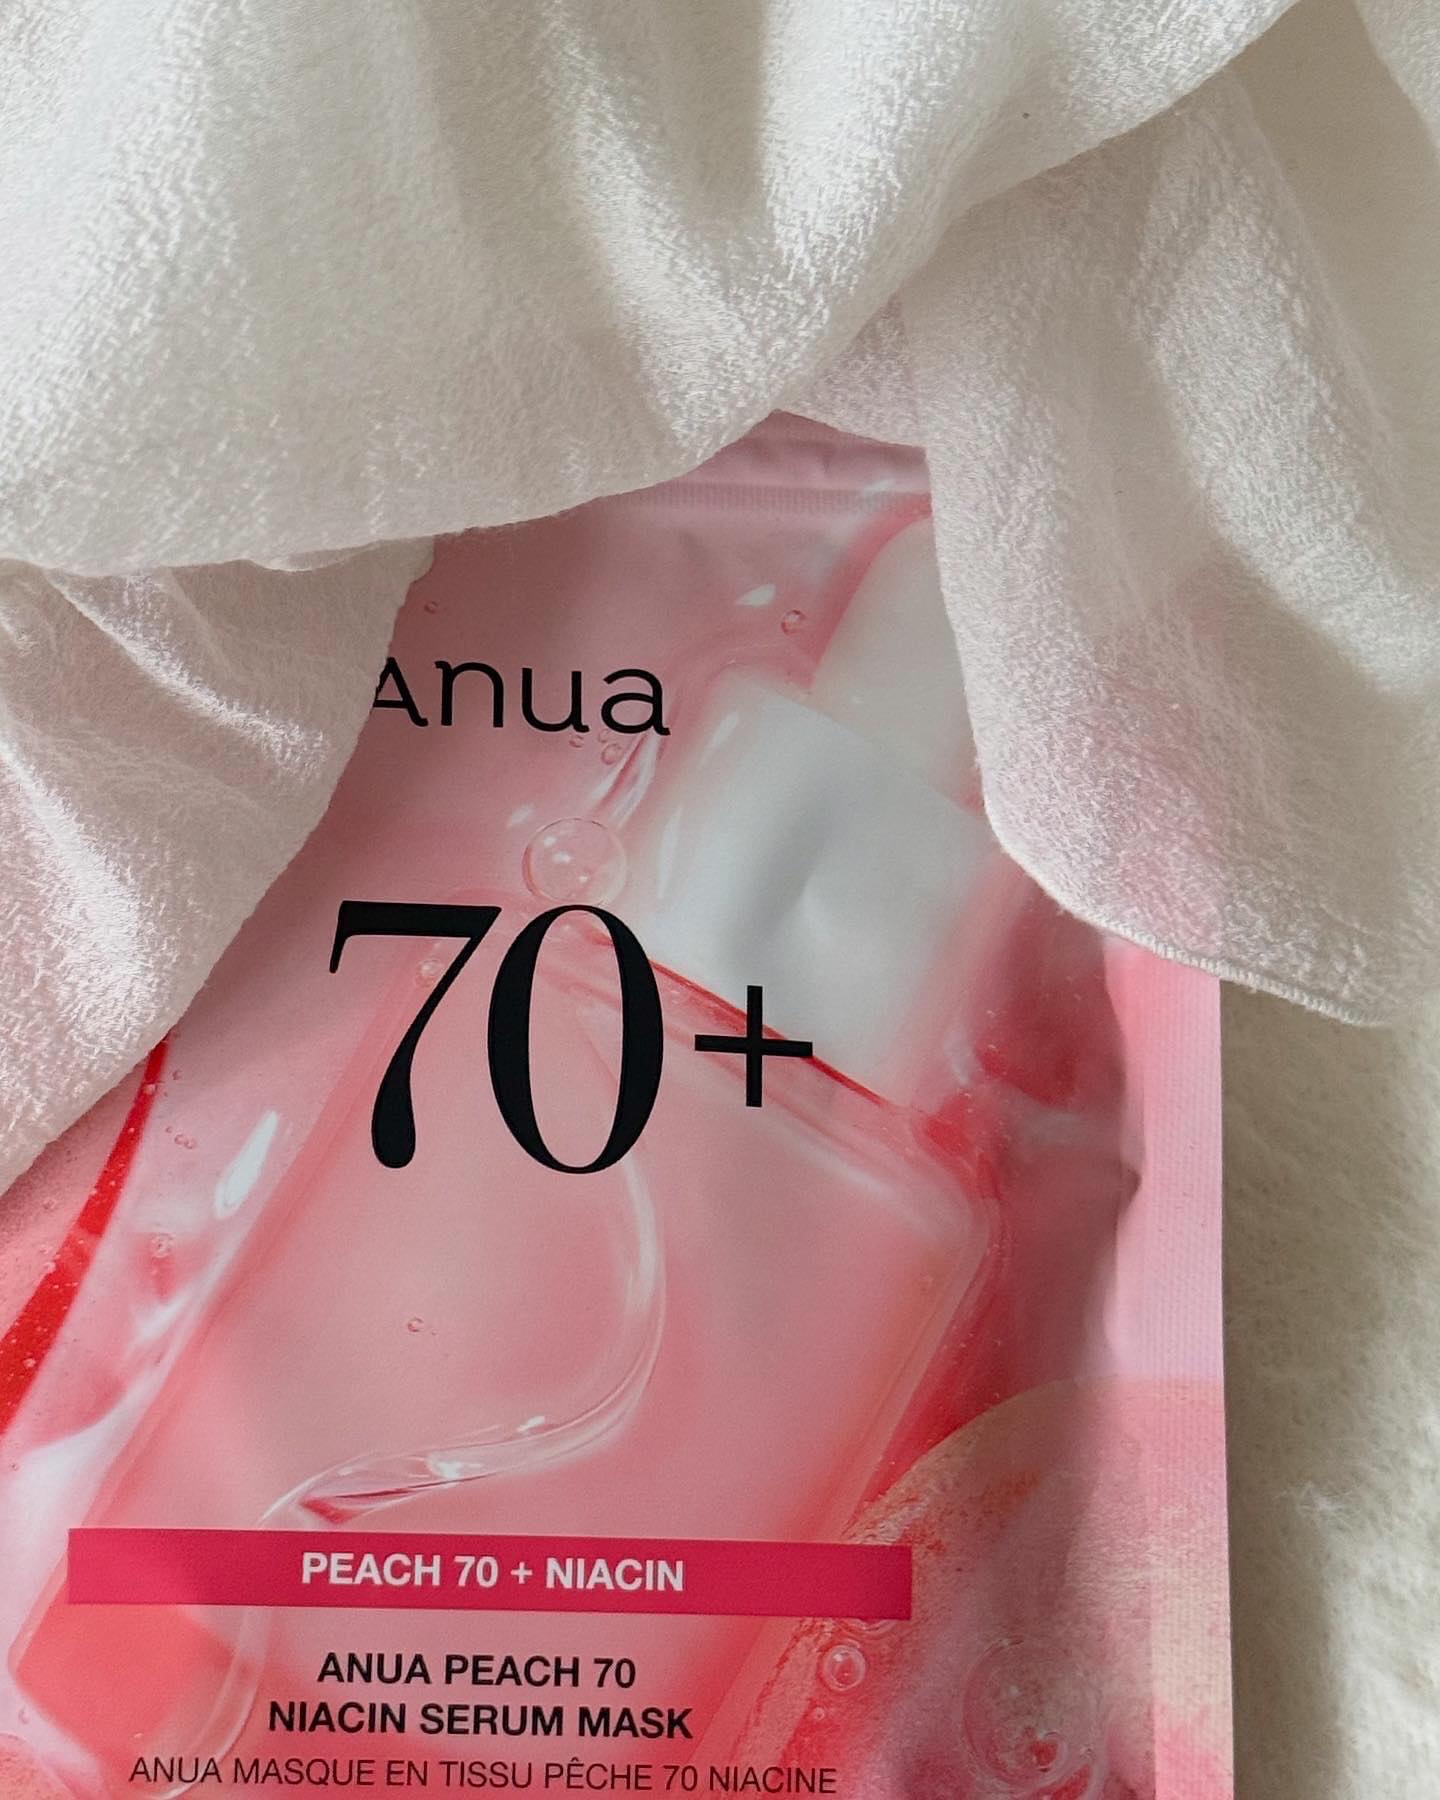 Anua
70+
PEACH 70 + NIACIN
ANUA PEACH 70
NIACIN SERUM MASK
ANUA MASQUE EN TISSU PÊCHE 70 NIACINE